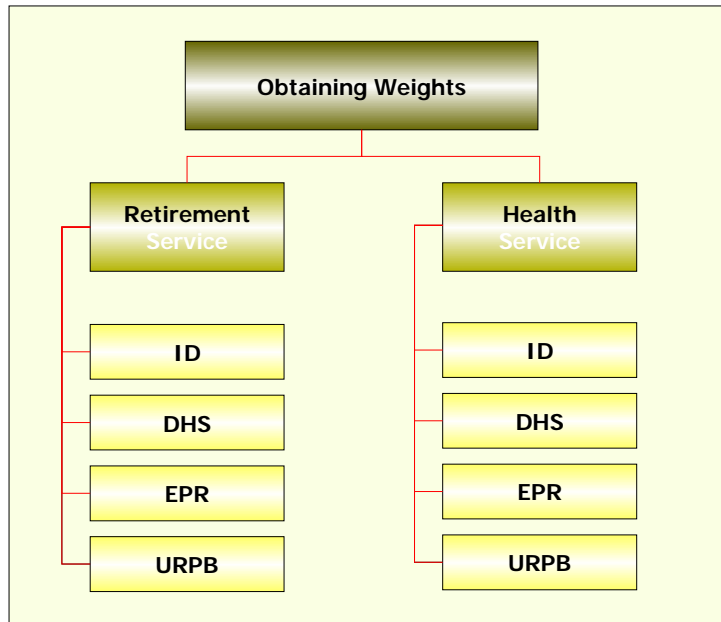 Obtaining Weights
Retirement
Service
Health
Service
ID
DHS
EPR
URPB
ID
DHS
EPR
URPB